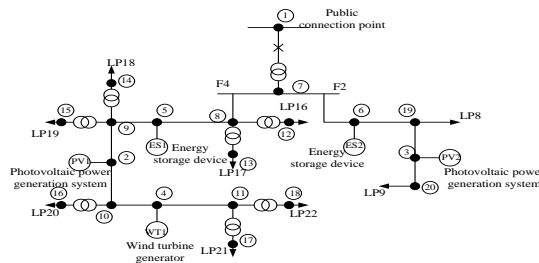 1
Public
connection point
LP18
14
F4
7
F2
15
5
8
LP16
6
19
LP19
9
12
LP8
ES1
Energy
storage device
ES2
Energy
storage device
PV1
2
13
LP17
3
PV2
Photovoltaic power
generation system
Photovoltaic powe
generation system
16
LP9
20
4
11
18
LP20
10
LP22
WT1
17
Wind turbine
generator
LP21